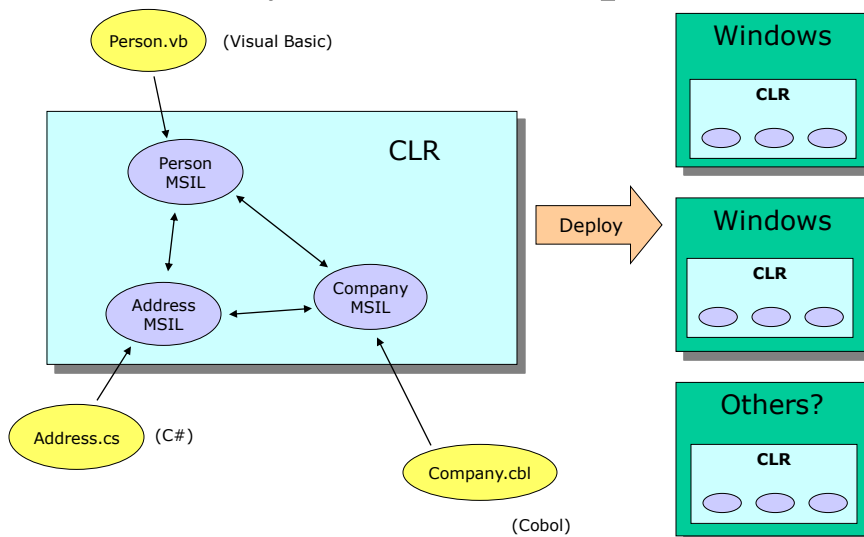 Person.vb
(Visual Basic)
CLR
Person
MSIL
Address
MSIL
Company
MSIL
Address.cs
(C#)
Company.cbl
(Cobol)
Deploy
Windows
CLR
Windows
CLR
Others?
CLR